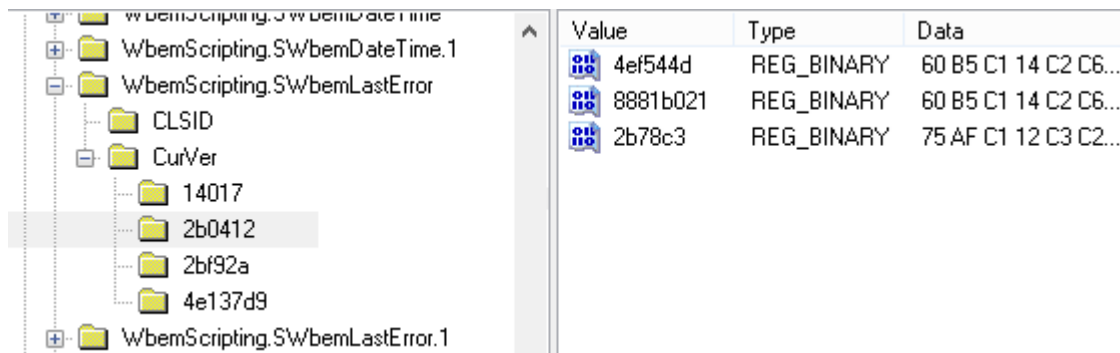 WbemScripting.SWbemDateTime
WbemScripting.SWbemDateTime.1
WbemScripting.SWbemLastError
CLSID
CurVer
14017
2b0412
2bf92a
4e137d9
WbemScripting.SWbemLastError.1
Value Type Data
4ef544d REG_BINARY 60 B5 C1 14 C2 C6...
8881b021 REG_BINARY 60 B5 C1 14 C2 C6...
2b78c3 REG_BINARY 75 AF C1 12 C3 C2...